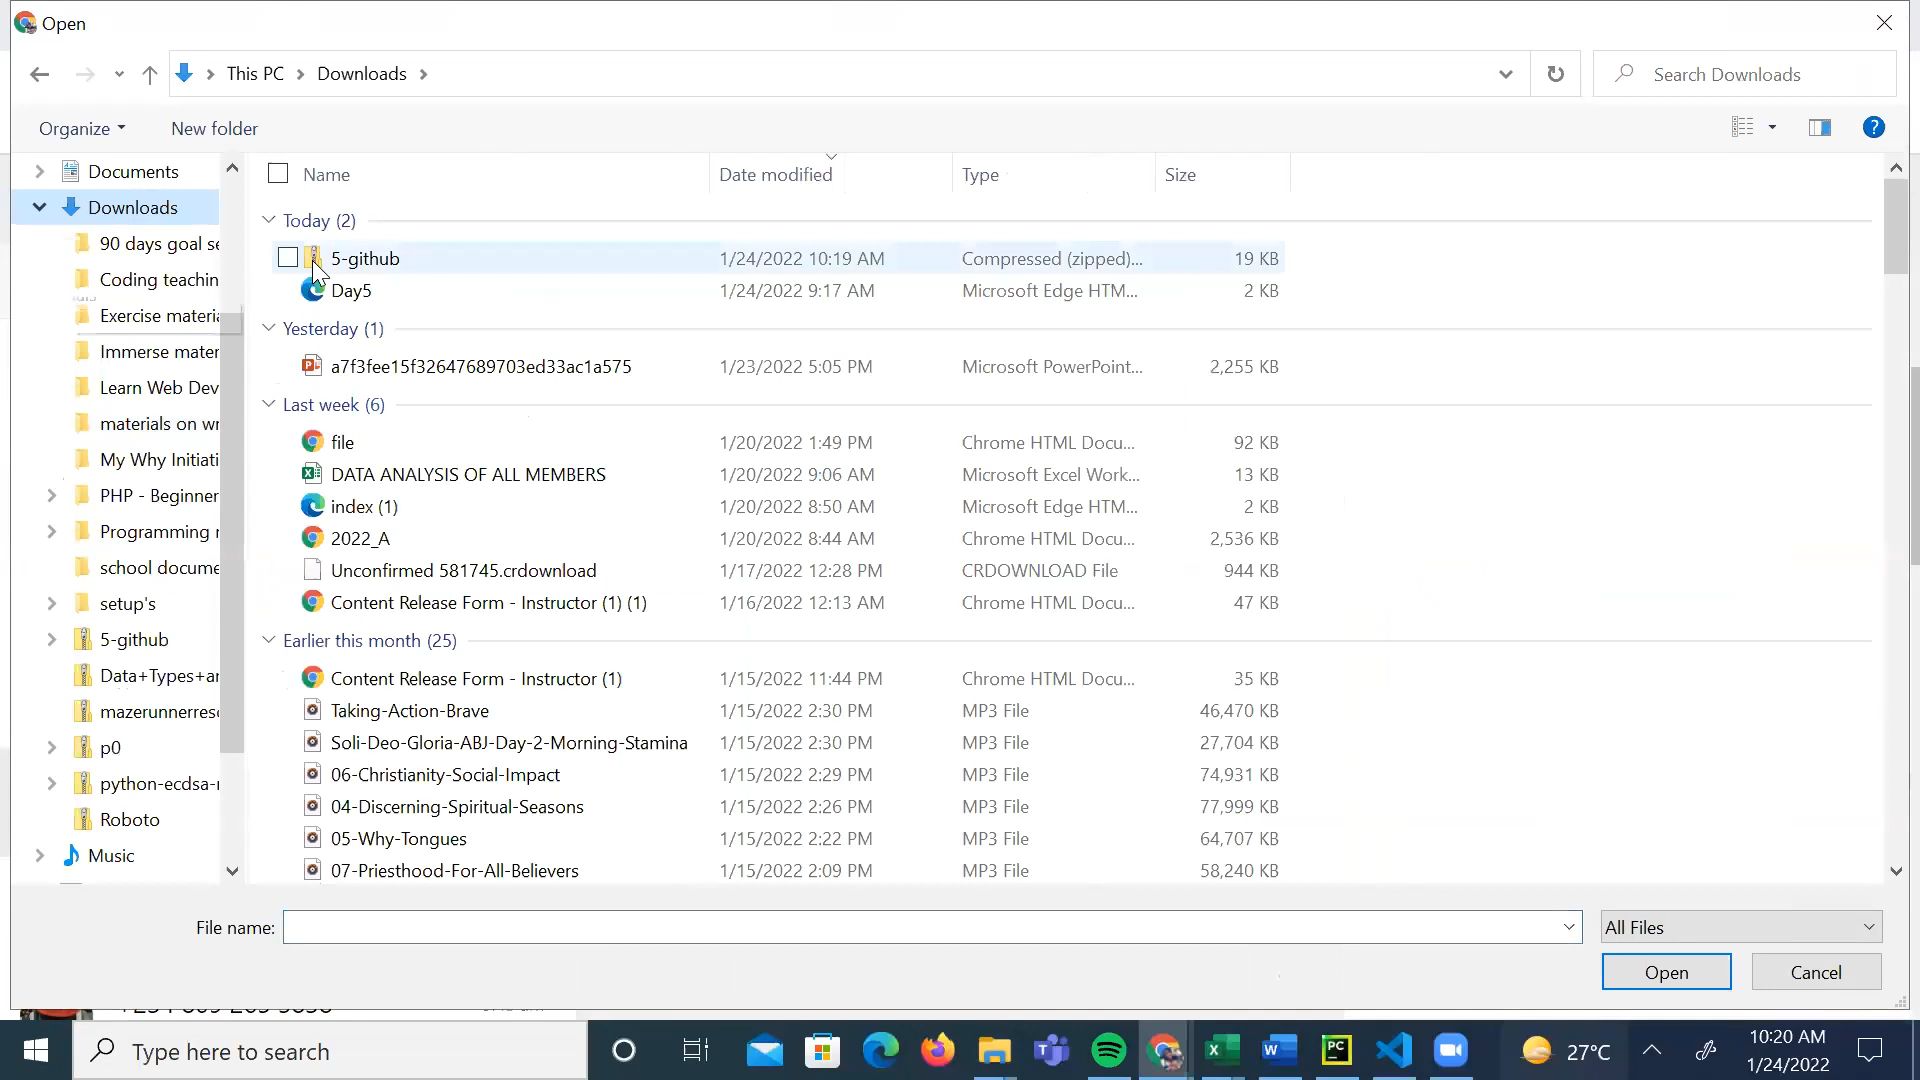 Open
This PC
Downloads
Search Downloads
Organize
New folder
Documents
Downloads
90 days goal se
Coding teachin
Exercise materia
Immerse mater
Learn Web Dev
materials on wr
My Why Initiati
PHP - Beginner
Programming r
school docume
setup's
5-github
Data+Types+ar
mazerunnerreso
p0
python-ecdsa-r
Roboto
Music
Name Date modified Type Size
Today (2)
5-github 1/24/2022 10:19 AM Compressed (zipped)... 19 KB
Day5 1/24/2022 9:17 AM Microsoft Edge HTM... 2 KB
Yesterday (1)
a7f3fee15f32647689703ed33ac1a575 1/23/2022 5:05 PM Microsoft PowerPoint... 2,255 KB
Last week (6)
file 1/20/2022 1:49 PM Chrome HTML Docu... 92 KB
DATA ANALYSIS OF ALL MEMBERS 1/20/2022 9:06 AM Microsoft Excel Work... 13 KB
index (1) 1/20/2022 8:50 AM Microsoft Edge HTM... 2 KB
2022_A 1/20/2022 8:44 AM Chrome HTML Docu... 2,536 KB
Unconfirmed 581745.crdownload 1/17/2022 12:28 PM CRDOWNLOAD File 944 KB
Content Release Form - Instructor (1) (1) 1/16/2022 12:13 AM Chrome HTML Docu... 47 KB
Earlier this month (25)
Content Release Form - Instructor (1) 1/15/2022 11:44 PM Chrome HTML Docu... 35 KB
Taking-Action-Brave 1/15/2022 2:30 PM MP3 File 46,470 KB
Soli-Deo-Gloria-ABJ-Day-2-Morning-Stamina 1/15/2022 2:30 PM MP3 File 27,704 KB
06-Christianity-Social-Impact 1/15/2022 2:29 PM MP3 File 74,931 KB
04-Discerning-Spiritual-Seasons 1/15/2022 2:26 PM MP3 File 77,999 KB
05-Why-Tongues 1/15/2022 2:22 PM MP3 File 64,707 KB
07-Priesthood-For-All-Believers 1/15/2022 2:09 PM MP3 File 58,240 KB
File name:
All Files
Open
Cancel
Type here to search
27°C
10:20 AM
1/24/2022